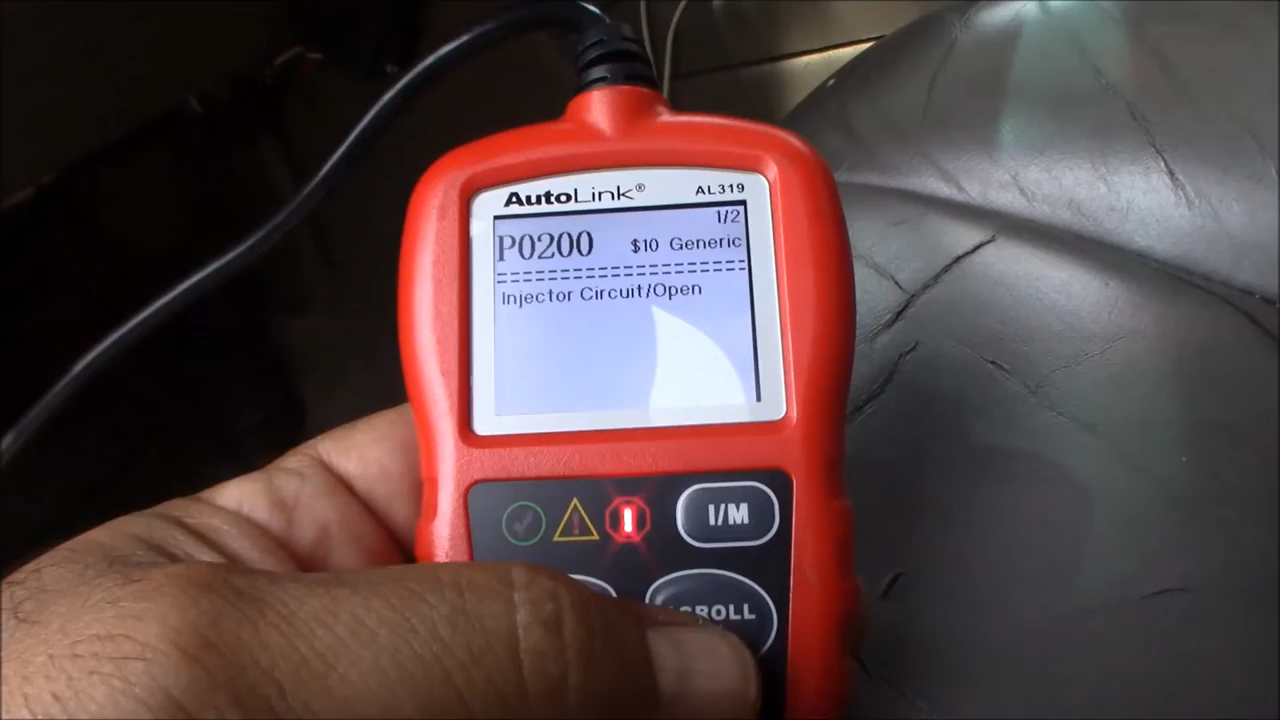 AutoLink® AL319
1/2
P0200 $10 Generic
Injector Circuit/Open
I/M